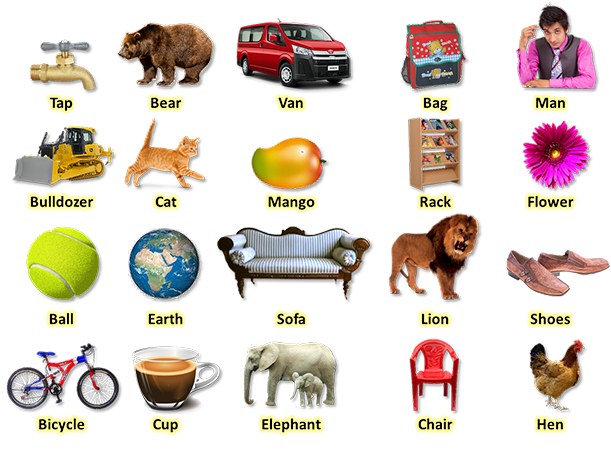 Tap
Bear
Van
Bag
Man
Bulldozer
Cat
Mango
Rack
Flower
Ball
Earth
Sofa
Lion
Shoes
Bicycle
Cup
Elephant
Chair
Hen